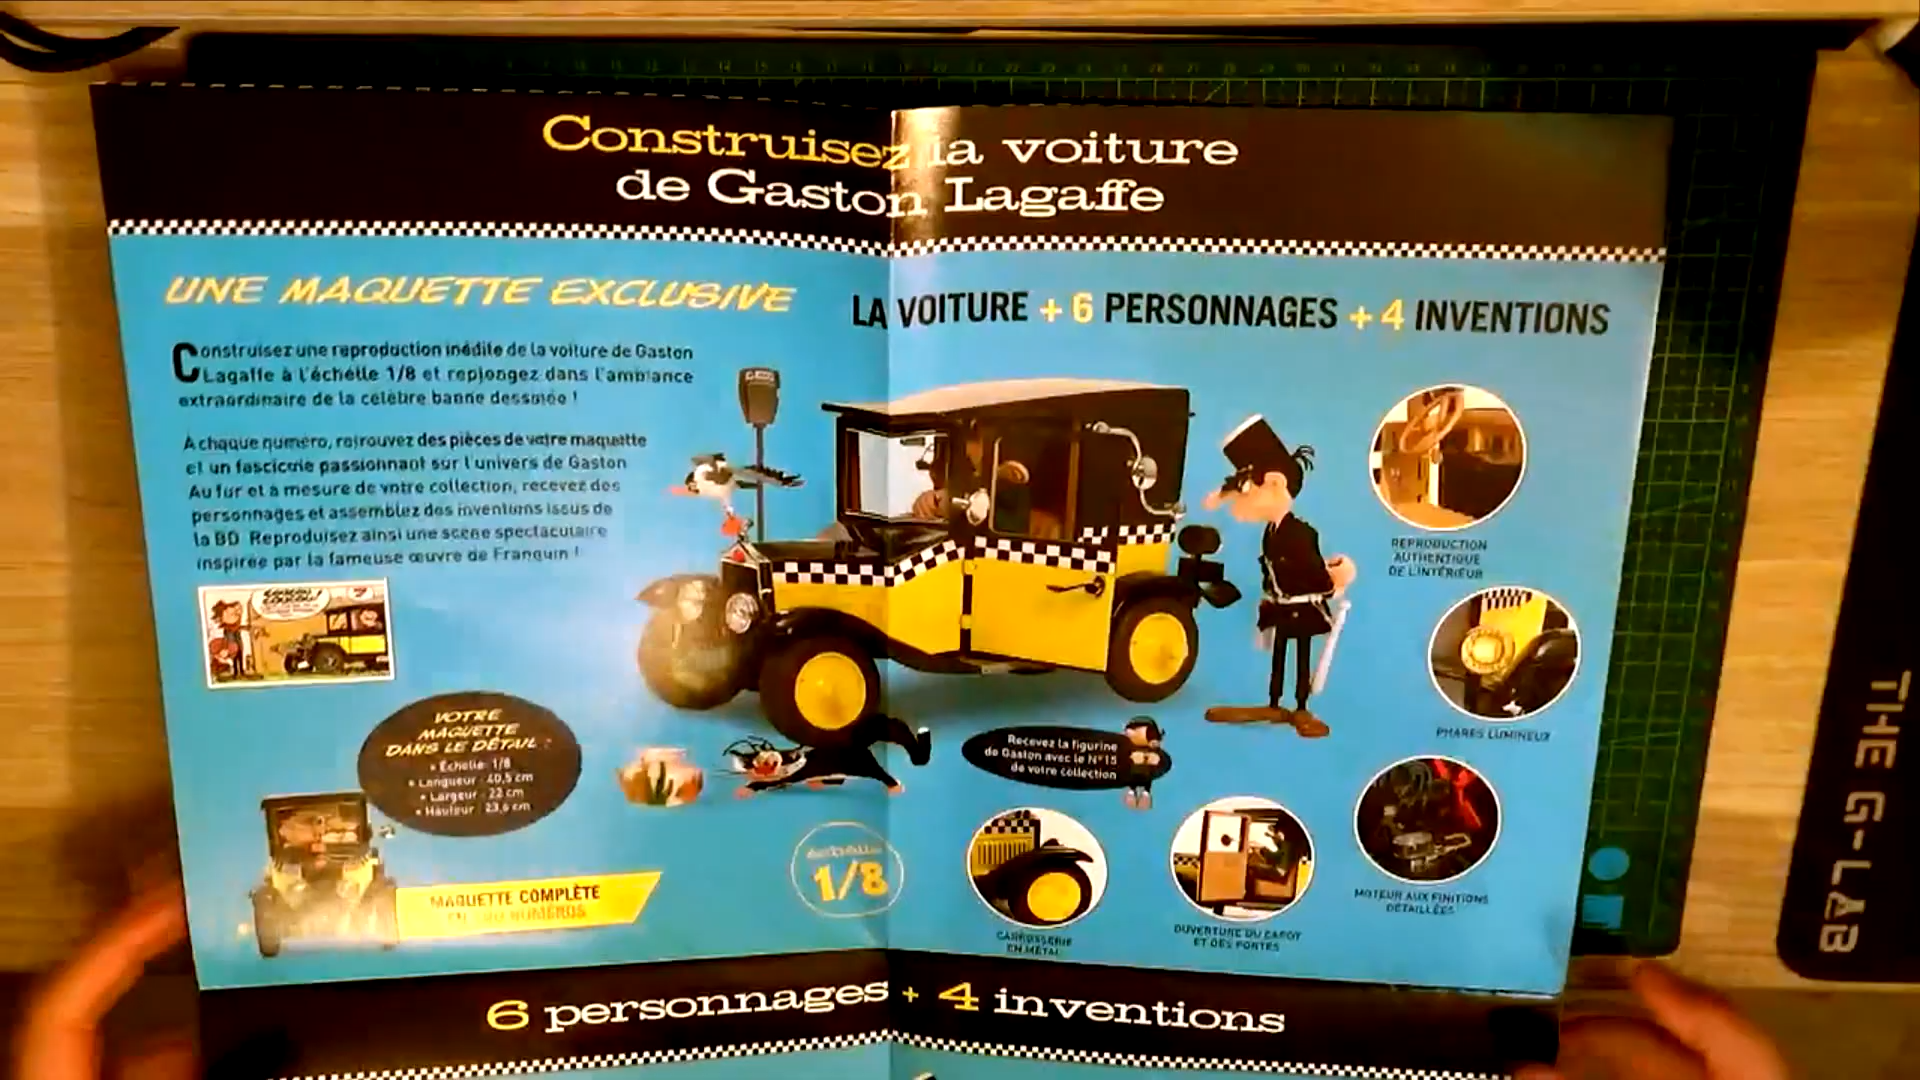 Construisez la voiture
de Gaston Lagaffe
UNE MAQUETTE EXCLUSIVE
Construisez une reproduction inédite de la voiture de Gaston
Lagaffe à l'échelle 1/8 et replongez dans l'ambiance
extraordinaire de la célèbre bande dessinée !
À chaque numéro, retrouvez des pièces de votre maquette
et un fascicule passionnant sur l'univers de Gaston
Au fur et à mesure de votre collection, recevez des
personnages et assemblez des inventions issus de
la BD. Reproduisez ainsi une scène spectaculaire
inspirée par la fameuse œuvre de Franquin !
VOTRE
MAQUETTE
DANS LE DÉTAIL :
• Échelle : 1/8
• Longueur : 40,5 cm
• Largeur : 22 cm
• Hauteur : 23,6 cm
MAQUETTE COMPLÈTE
NUMÉROS
LA VOITURE + 6 PERSONNAGES + 4 INVENTIONS
REPRODUCTION
AUTHENTIQUE
DE L'INTÉRIEUR
PHARES LUMINEUX
Recevez la figurine
de Gaston avec le N°15
de votre collection
1/8
MOTEUR AUX FINITIONS
DÉTAILLÉES
CARROSSERIE
EN MÉTAL
OUVERTURE DU CAPOT
ET DES PORTES
6 personnages + 4 inventions
THE G-LAB